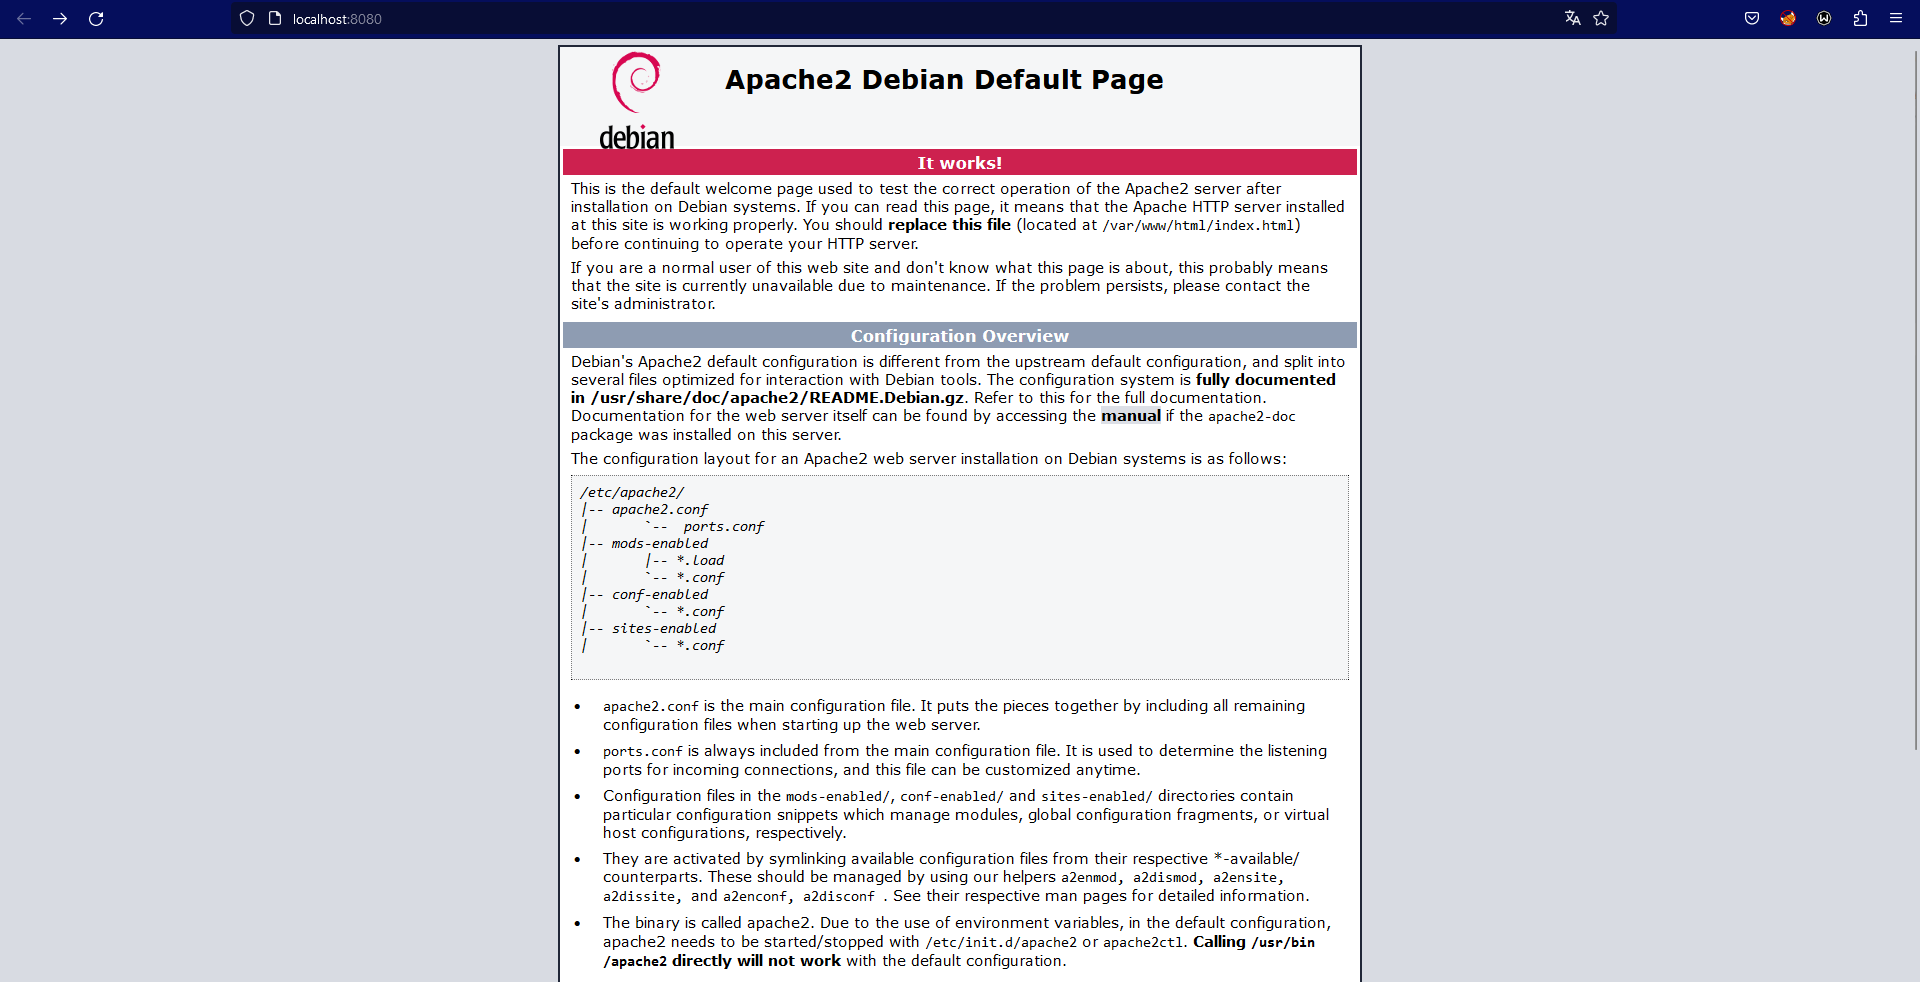 localhost:8080
debian
Apache2 Debian Default Page
It works!
This is the default welcome page used to test the correct operation of the Apache2 server after
installation on Debian systems. If you can read this page, it means that the Apache HTTP server installed
at this site is working properly. You should replace this file (located at /var/www/html/index.html)
before continuing to operate your HTTP server.
If you are a normal user of this web site and don't know what this page is about, this probably means
that the site is currently unavailable due to maintenance. If the problem persists, please contact the
site's administrator.
Configuration Overview
Debian's Apache2 default configuration is different from the upstream default configuration, and split into
several files optimized for interaction with Debian tools. The configuration system is fully documented
in /usr/share/doc/apache2/README.Debian.gz. Refer to this for the full documentation.
Documentation for the web server itself can be found by accessing the manual if the apache2-doc
package was installed on this server.
The configuration layout for an Apache2 web server installation on Debian systems is as follows:
/etc/apache2/
|-- apache2.conf
|       `--  ports.conf
|-- mods-enabled
|       |-- *.load
|       `-- *.conf
|-- conf-enabled
|       `-- *.conf
|-- sites-enabled
|       `-- *.conf
• apache2.conf is the main configuration file. It puts the pieces together by including all remaining
configuration files when starting up the web server.
• ports.conf is always included from the main configuration file. It is used to determine the listening
ports for incoming connections, and this file can be customized anytime.
• Configuration files in the mods-enabled/, conf-enabled/ and sites-enabled/ directories contain
particular configuration snippets which manage modules, global configuration fragments, or virtual
host configurations, respectively.
• They are activated by symlinking available configuration files from their respective *-available/
counterparts. These should be managed by using our helpers a2enmod, a2dismod, a2ensite,
a2dissite, and a2enconf, a2disconf . See their respective man pages for detailed information.
• The binary is called apache2. Due to the use of environment variables, in the default configuration,
apache2 needs to be started/stopped with /etc/init.d/apache2 or apache2ctl. Calling /usr/bin
/apache2 directly will not work with the default configuration.